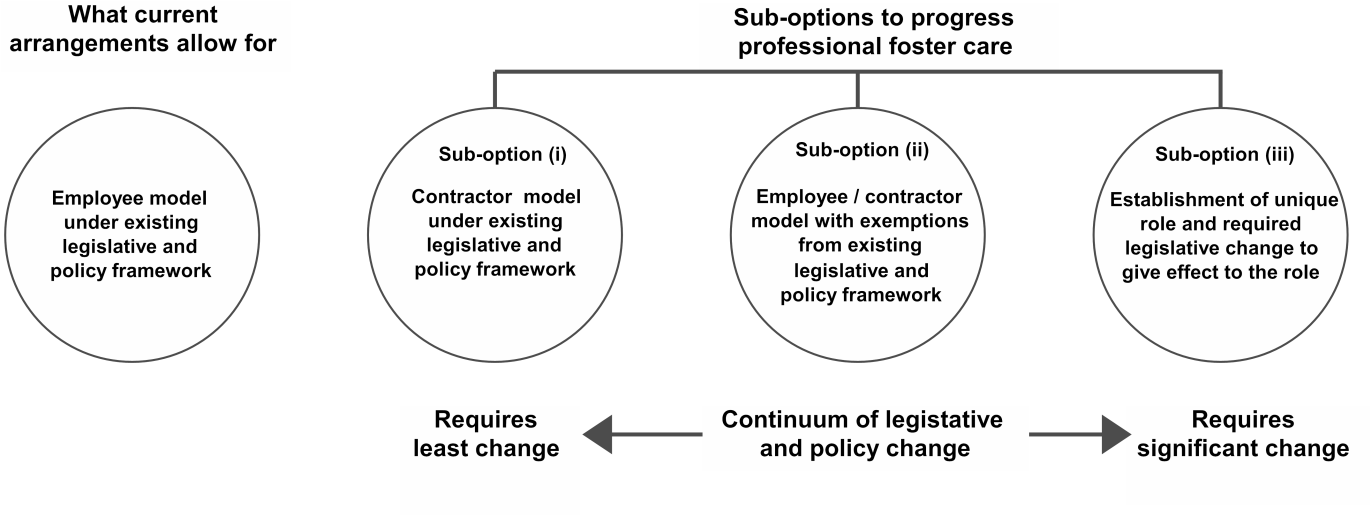 What current
arrangements allow for
Employee model
under existing
legislative and
policy framework
Sub-options to progress
professional foster care
Sub-option (i)
Contractor model
under existing
legislative and
policy framework
Sub-option (ii)
Employee / contractor
model with exemptions
from existing
legislative and
policy framework
Sub-option (iii)
Establishment of unique
role and required
legislative change to
give effect to the role
Requires
least change
Continuum of legistative
and policy change
Requires
significant change